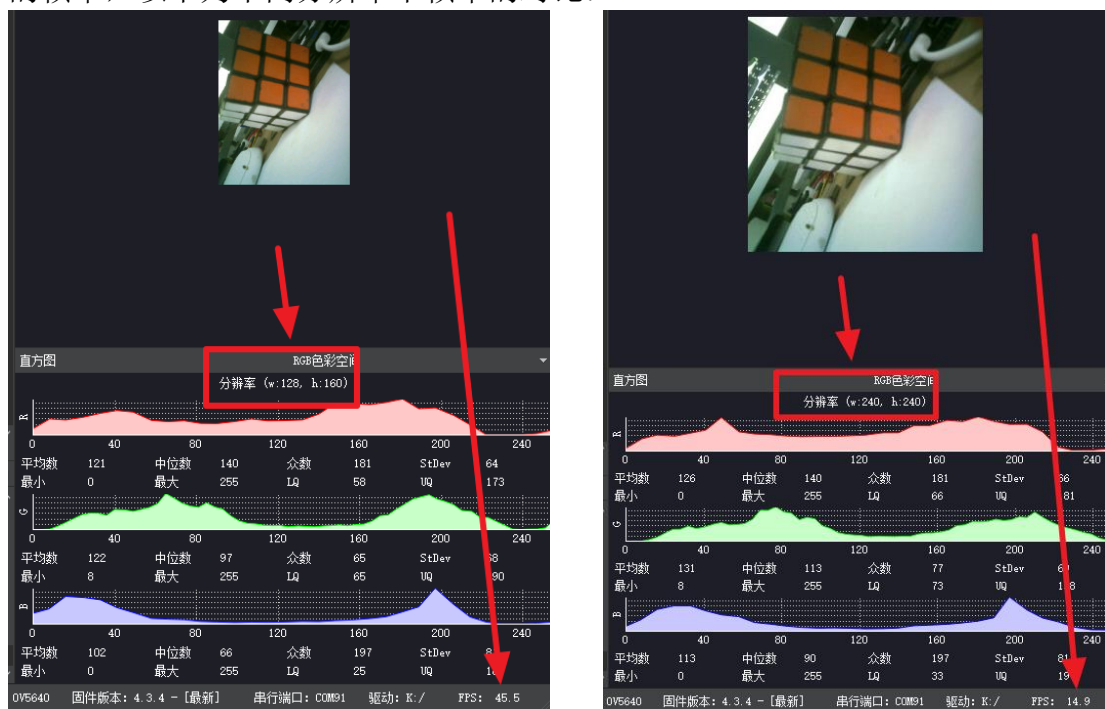 直方图 RGB色彩空间
分辨率 (w:128, h:160)
R
0 40 80 120 160 200 240
平均数 121 中位数 140 众数 181 StDev 64
最小 0 最大 255 LQ 58 UQ 173
G
0 40 80 120 160 200 240
平均数 122 中位数 97 众数 65 StDev
最小 8 最大 255 LQ 65 UQ
B
0 40 80 120 160 200 240
平均数 102 中位数 66 众数 197 StDev
最小 0 最大 255 LQ 25 UQ
OV5640 固件版本: 4.3.4 - [最新] 串行端口: COM91 驱动: K:/ FPS: 45.5
直方图 RGB色彩空间
分辨率 (w:240, h:240)
R
0 40 80 120 160 200 240
平均数 126 中位数 140 众数 181 StDev 66
最小 0 最大 255 LQ 66 UQ
G
0 40 80 120 160 200 240
平均数 131 中位数 113 众数 77 StDev
最小 8 最大 255 LQ 73 UQ
B
0 40 80 120 160 200 240
平均数 113 中位数 90 众数 197 StDev
最小 0 最大 255 LQ 33 UQ
OV5640 固件版本: 4.3.4 - [最新] 串行端口: COM91 驱动: K:/ FPS: 14.9